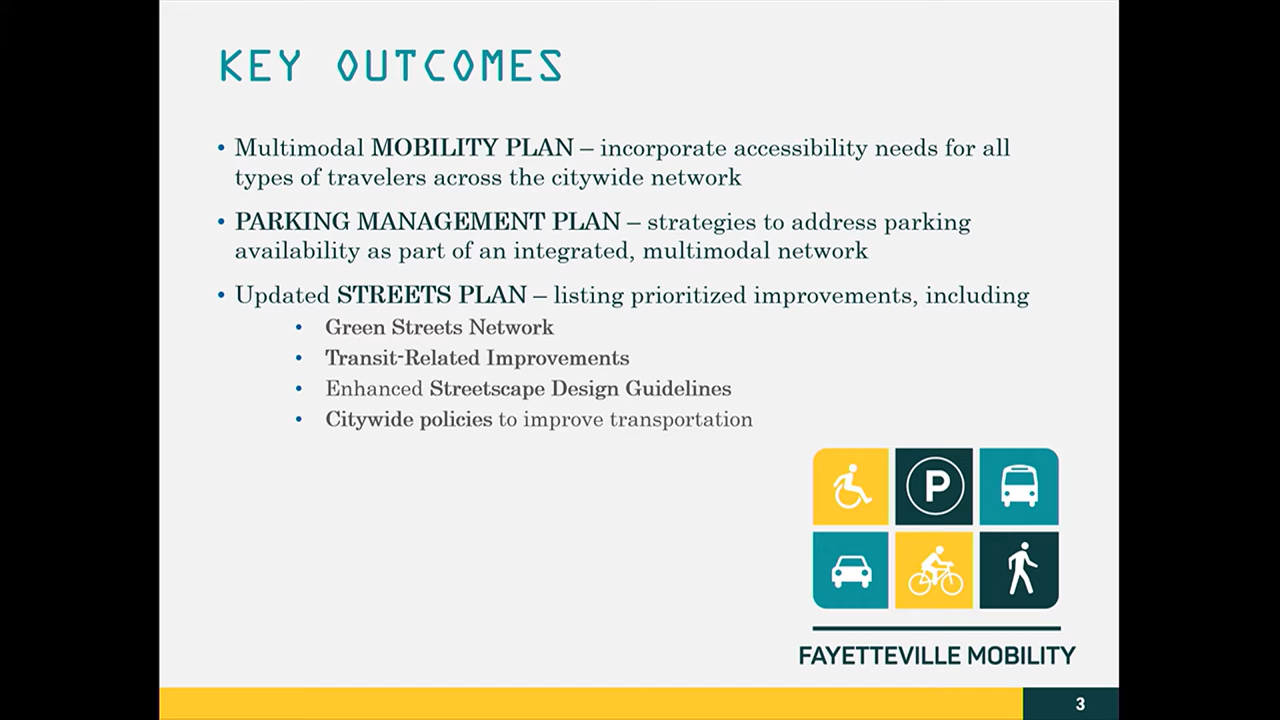 KEY OUTCOMES
• Multimodal MOBILITY PLAN – incorporate accessibility needs for all
types of travelers across the citywide network
• PARKING MANAGEMENT PLAN – strategies to address parking
availability as part of an integrated, multimodal network
• Updated STREETS PLAN – listing prioritized improvements, including
• Green Streets Network
• Transit-Related Improvements
• Enhanced Streetscape Design Guidelines
• Citywide policies to improve transportation
P
FAYETTEVILLE MOBILITY
3